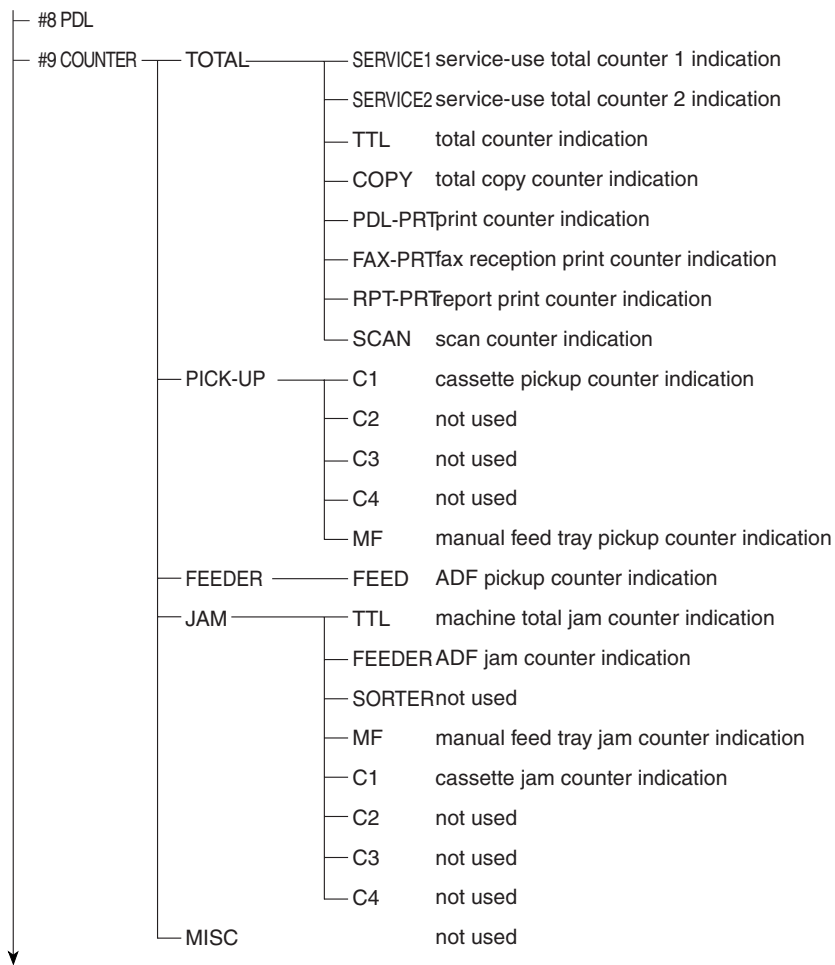 #8 PDL
#9 COUNTER TOTAL SERVICE1 service-use total counter 1 indication
SERVICE2 service-use total counter 2 indication
TTL total counter indication
COPY total copy counter indication
PDL-PRT print counter indication
FAX-PRT fax reception print counter indication
RPT-PRT report print counter indication
SCAN scan counter indication
PICK-UP C1 cassette pickup counter indication
C2 not used
C3 not used
C4 not used
MF manual feed tray pickup counter indication
FEEDER FEED ADF pickup counter indication
JAM TTL machine total jam counter indication
FEEDER ADF jam counter indication
SORTER not used
MF manual feed tray jam counter indication
C1 cassette jam counter indication
C2 not used
C3 not used
C4 not used
MISC not used